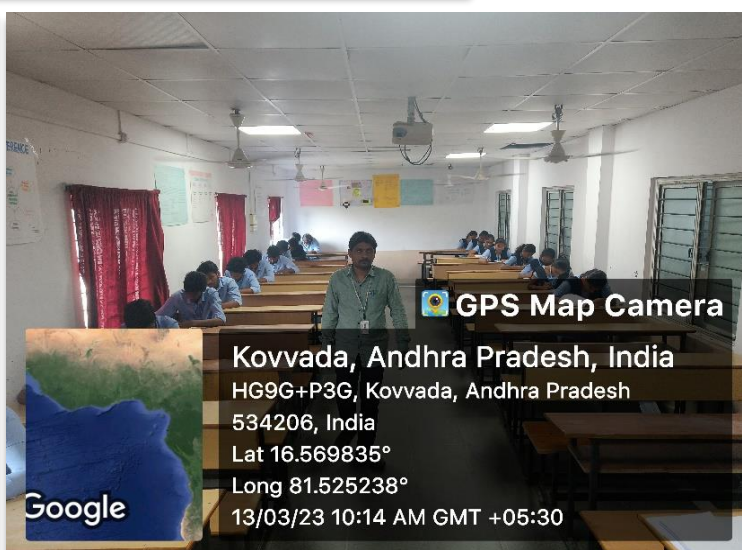 GPS Map Camera
Kovvada, Andhra Pradesh, India
HG9G+P3G, Kovvada, Andhra Pradesh
534206, India
Lat 16.569835°
Long 81.525238°
13/03/23 10:14 AM GMT +05:30
Google